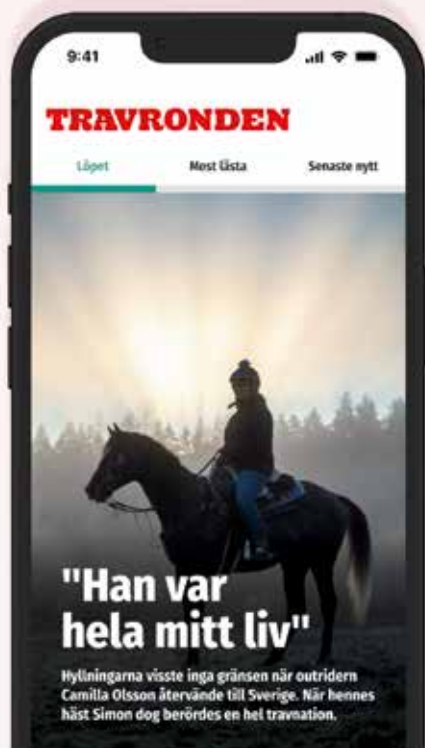 9:41
TRAVRONDEN
Löpet Mest lästa Senaste nytt
"Han var
hela mitt liv"
Hyllningarna visste inga gränsen när outridern
Camilla Olsson återvände till Sverige. När hennes
häst Simon dog berördes en hel travnation.